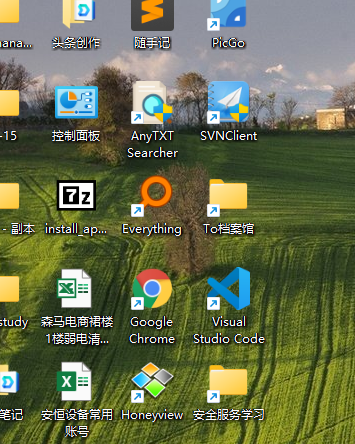 ana...
头条创作
随手记
PicGo
-15
控制面板
AnyTXT
Searcher
SVNClient
- 副本
7z
install_ap...
Everything
To档案馆
study
森马电商裙楼
1楼弱电清...
Google
Chrome
Visual
Studio Code
笔记
安恒设备常用
账号
Honeyview
安全服务学习